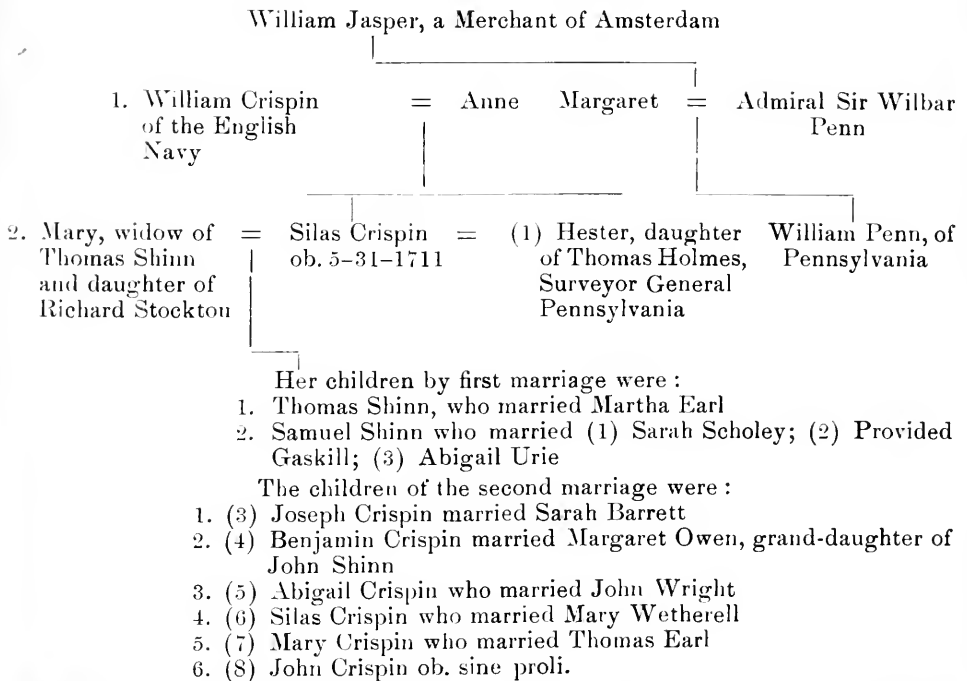 William Jasper, a Merchant of Amsterdam
1. William Crispin = Anne Margaret = Admiral Sir Wilbar
of the English Penn
Navy
2. Mary, widow of = Silas Crispin = (1) Hester, daughter William Penn, of
Thomas Shinn ob. 5-31-1711 of Thomas Holmes, Pennsylvania
and daughter of Surveyor General
Richard Stockton Pennsylvania
Her children by first marriage were :
1. Thomas Shinn, who married Martha Earl
2. Samuel Shinn who married (1) Sarah Scholey; (2) Provided
Gaskill; (3) Abigail Urie
The children of the second marriage were :
1. (3) Joseph Crispin married Sarah Barrett
2. (4) Benjamin Crispin married Margaret Owen, grand-daughter of
John Shinn
3. (5) Abigail Crispin who married John Wright
4. (6) Silas Crispin who married Mary Wetherell
5. (7) Mary Crispin who married Thomas Earl
6. (8) John Crispin ob. sine proli.